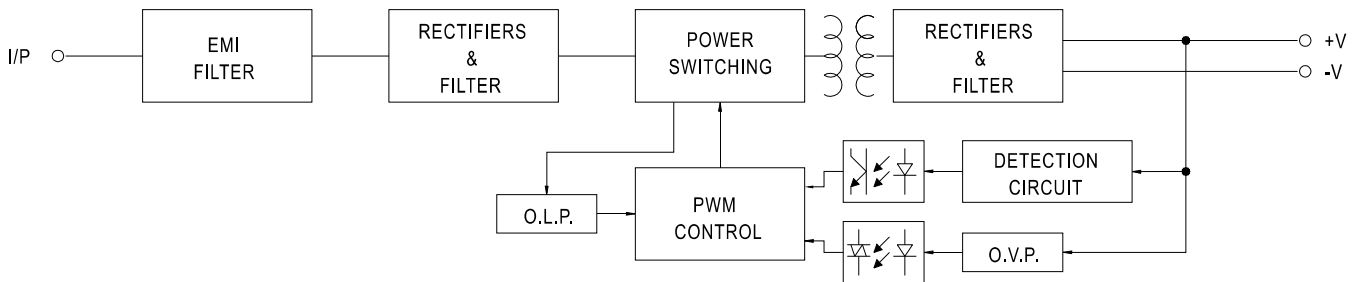 I/P
EMI
FILTER
RECTIFIERS
&
FILTER
POWER
SWITCHING
RECTIFIERS
&
FILTER
+V
-V
O.L.P.
PWM
CONTROL
DETECTION
CIRCUIT
O.V.P.